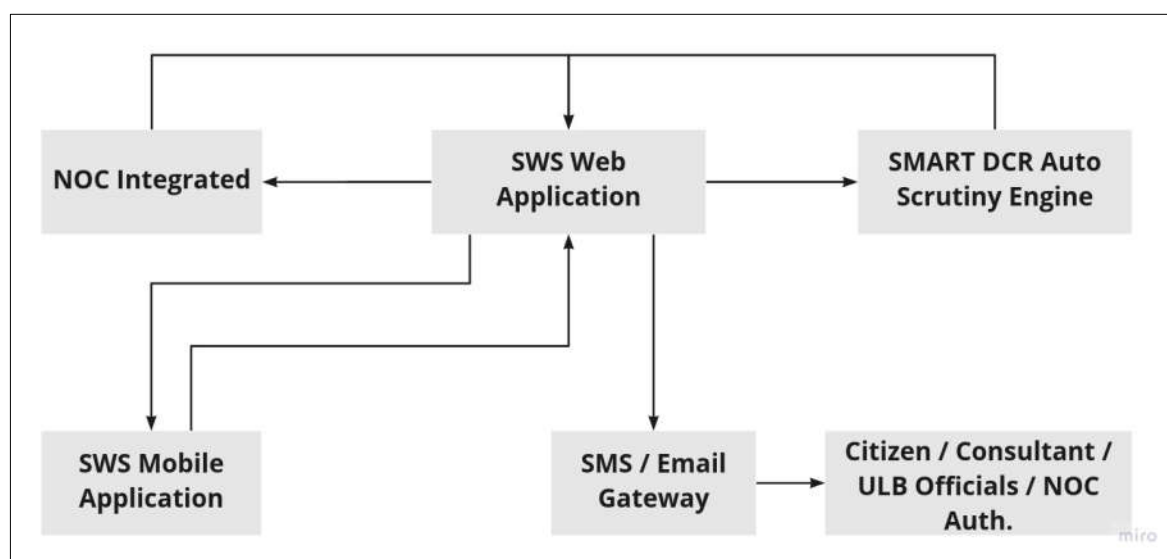 NOC Integrated
SWS Web
Application
SMART DCR Auto
Scrutiny Engine
SWS Mobile
Application
SMS / Email
Gateway
Citizen / Consultant /
ULB Officials / NOC
Auth.
miro